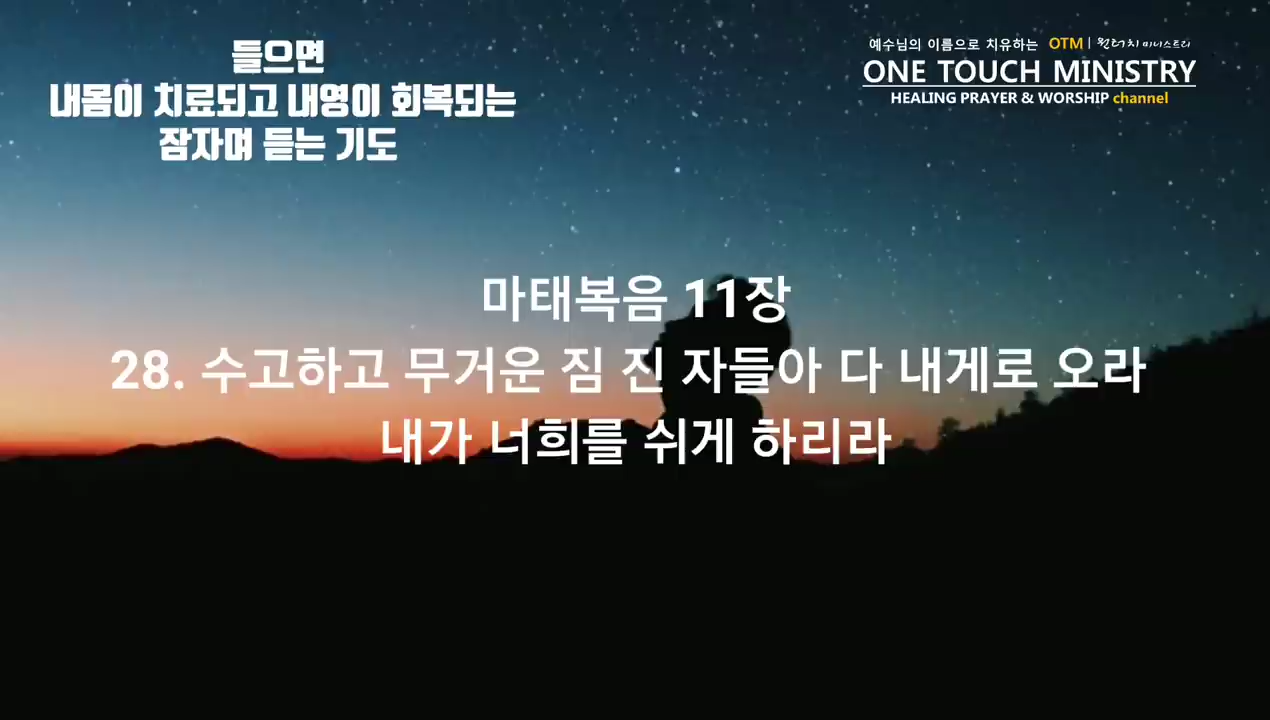 들으면
내몸이 치료되고 내영이 회복되는
잠자며 듣는 기도
예수님의 이름으로 치유하는 OTM | 원터치 미니스트리
ONE TOUCH MINISTRY
HEALING PRAYER & WORSHIP channel
마태복음 11장
28. 수고하고 무거운 짐 진 자들아 다 내게로 오라
내가 너희를 쉬게 하리라